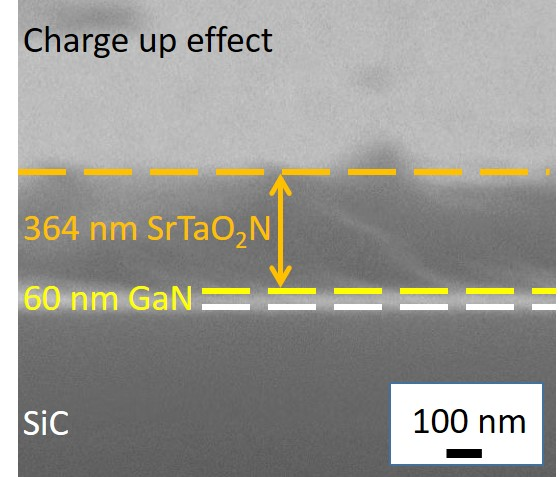 Charge up effect
364 nm SrTaO₂N
60 nm GaN
SiC
100 nm